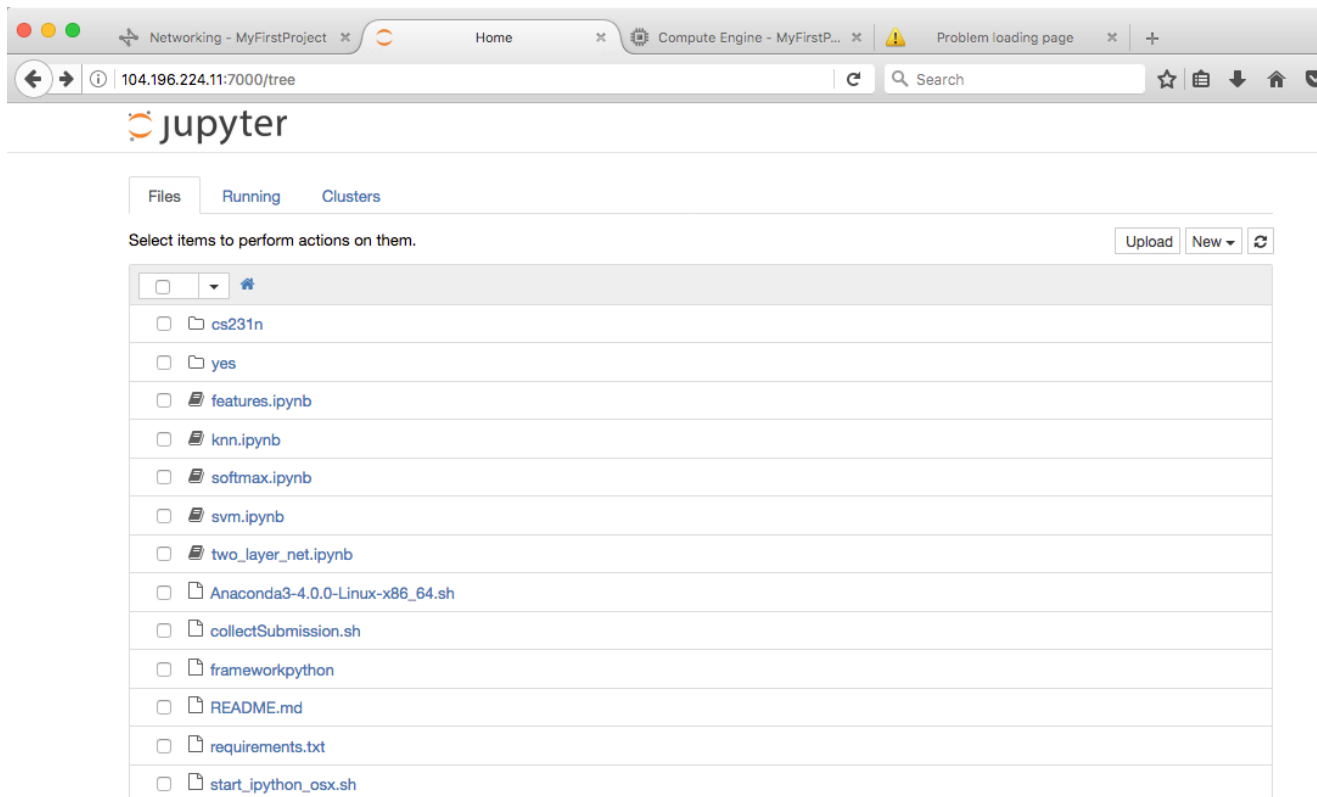 Networking - MyFirstProject Home Compute Engine - MyFirstP... Problem loading page
104.196.224.11:7000/tree Search
jupyter
Files Running Clusters
Select items to perform actions on them. Upload New
cs231n
yes
features.ipynb
knn.ipynb
softmax.ipynb
svm.ipynb
two_layer_net.ipynb
Anaconda3-4.0.0-Linux-x86_64.sh
collectSubmission.sh
frameworkpython
README.md
requirements.txt
start_ipython_osx.sh